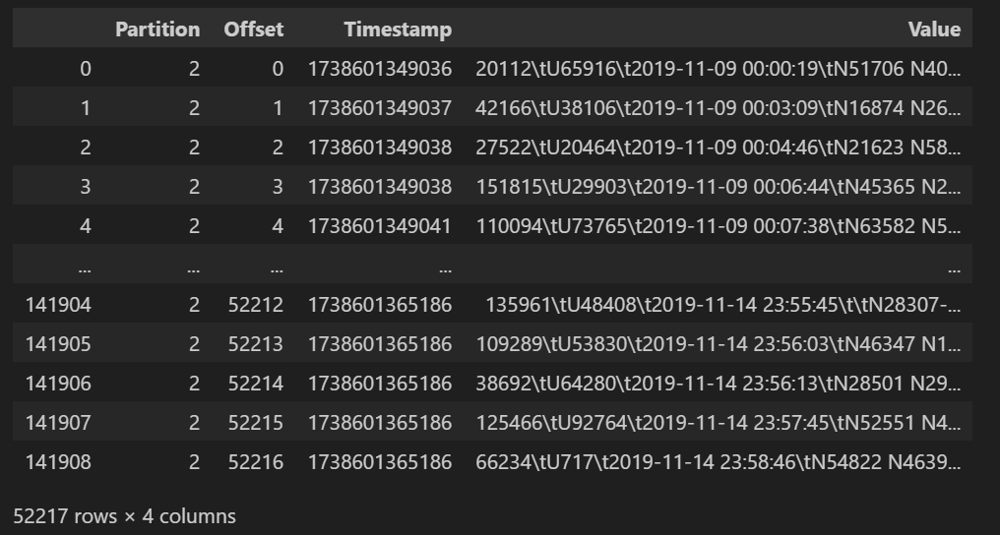 Partition Offset Timestamp Value
0 2 0 1738601349036 20112\tU65916\t2019-11-09 00:00:19\tN51706 N40...
1 2 1 1738601349037 42166\tU38106\t2019-11-09 00:03:09\tN16874 N26...
2 2 2 1738601349038 27522\tU20464\t2019-11-09 00:04:46\tN21623 N58...
3 2 3 1738601349038 151815\tU29903\t2019-11-09 00:06:44\tN45365 N2...
4 2 4 1738601349041 110094\tU73765\t2019-11-09 00:07:38\tN63582 N5...
... ... ... ... ...
141904 2 52212 1738601365186 135961\tU48408\t2019-11-14 23:55:45\t\tN28307-...
141905 2 52213 1738601365186 109289\tU53830\t2019-11-14 23:56:03\tN46347 N1...
141906 2 52214 1738601365186 38692\tU64280\t2019-11-14 23:56:13\tN28501 N29...
141907 2 52215 1738601365186 125466\tU92764\t2019-11-14 23:57:45\tN52551 N4...
141908 2 52216 1738601365186 66234\tU717\t2019-11-14 23:58:46\tN54822 N4639...
52217 rows × 4 columns